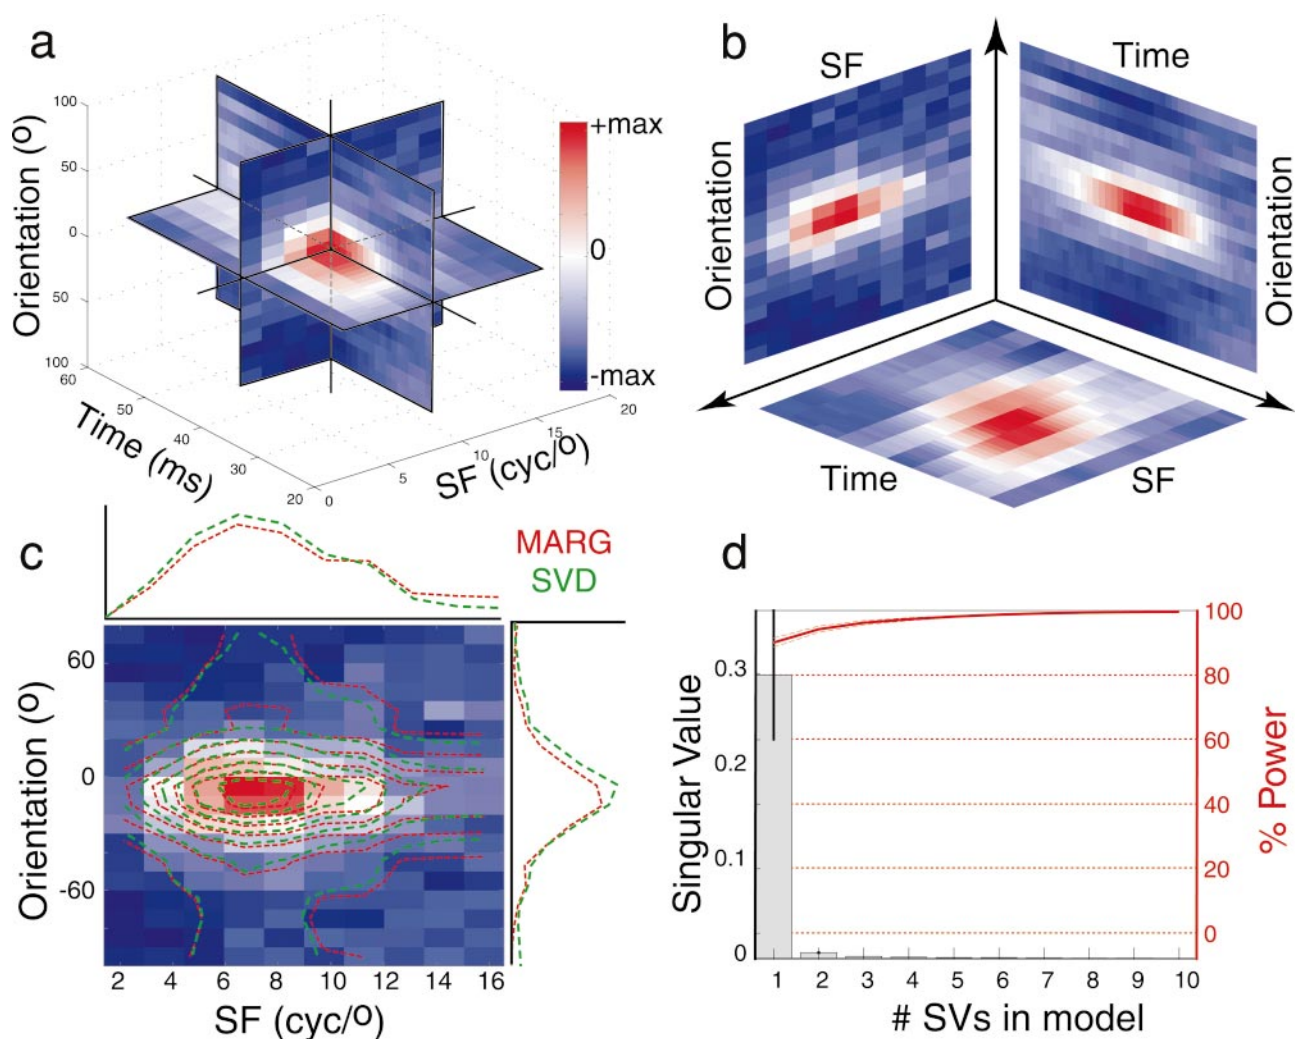 a
Orientation (º)
100
50
0
50
100
60
50
40
30
20
Time (ms)
0
5
10
15
20
SF (cyc/º)
+max
0
-max
b
SF
Time
Orientation
Orientation
Time
SF
c
MARG
SVD
Orientation (º)
60
0
-60
2 4 6 8 10 12 14 16
SF (cyc/º)
d
Singular Value
0.3
0.2
0.1
0
100
80
60
40
20
0
% Power
1 2 3 4 5 6 7 8 9 10
# SVs in model